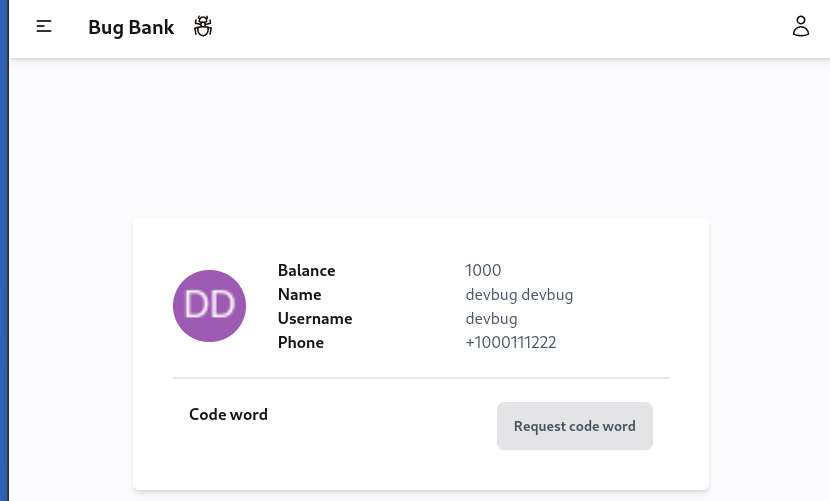 Bug Bank
DD
Balance 1000
Name devbug devbug
Username devbug
Phone +1000111222
Code word Request code word